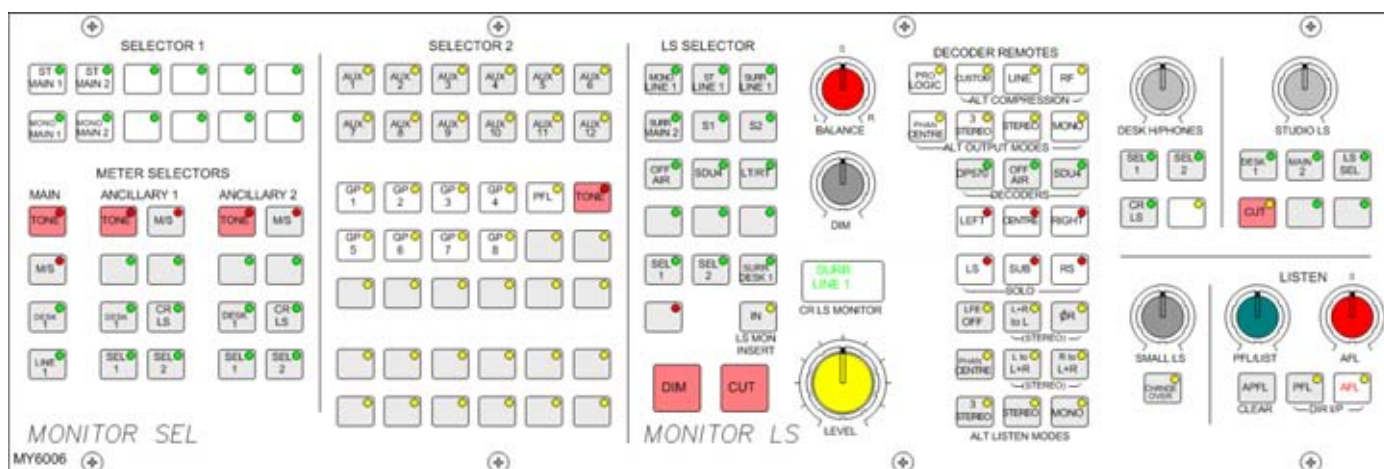 SELECTOR 1
ST MAIN 1
ST MAIN 2
MONO MAIN 1
MONO MAIN 2
METER SELECTORS
MAIN
ANCILLARY 1
ANCILLARY 2
TONE
TONE
M/S
TONE
M/S
M/S
DESK 1
DESK 1
CR LS
DESK 1
CR LS
LINE 1
SEL 1
SEL 2
SEL 1
SEL 2
MONITOR SEL
MY6006
SELECTOR 2
AUX 1
AUX 2
AUX 3
AUX 4
AUX 5
AUX 6
AUX 7
AUX 8
AUX 9
AUX 10
AUX 11
AUX 12
GP 1
GP 2
GP 3
GP 4
PFL
TONE
GP 5
GP 6
GP 7
GP 8
LS SELECTOR
MONO LINE 1
ST LINE 1
SURR LINE 1
SURR MAIN 2
S1
S2
OFF AIR
SDU4
LT/RT
SEL 1
SEL 2
SURR DESK 1
IN
LS MON INSERT
DIM
CUT
MONITOR LS
S
L
R
BALANCE
DIM
SURR LINE 1
CR LS MONITOR
LEVEL
DECODER REMOTES
PRO LOGIC
CUSTOM
LINE
RF
ALT COMPRESSION
PHAN CENTRE
3 STEREO
STEREO
MONO
ALT OUTPUT MODES
DP570
OFF AIR
SDU4
DECODERS
LEFT
CENTRE
RIGHT
LS
SUB
RS
SOLO
LFE OFF
L+R to L
ØR
(STEREO)
PHAN CENTRE
L to L+R
R to L+R
(STEREO)
3 STEREO
STEREO
MONO
ALT LISTEN MODES
DESK H/PHONES
SEL 1
SEL 2
CR LS
STUDIO LS
DESK 1
MAIN 2
LS SEL
CUT
SMALL LS
CHANGE OVER
LISTEN
S
PFL/LIST
AFL
APFL
PFL
AFL
CLEAR
DIR I/P